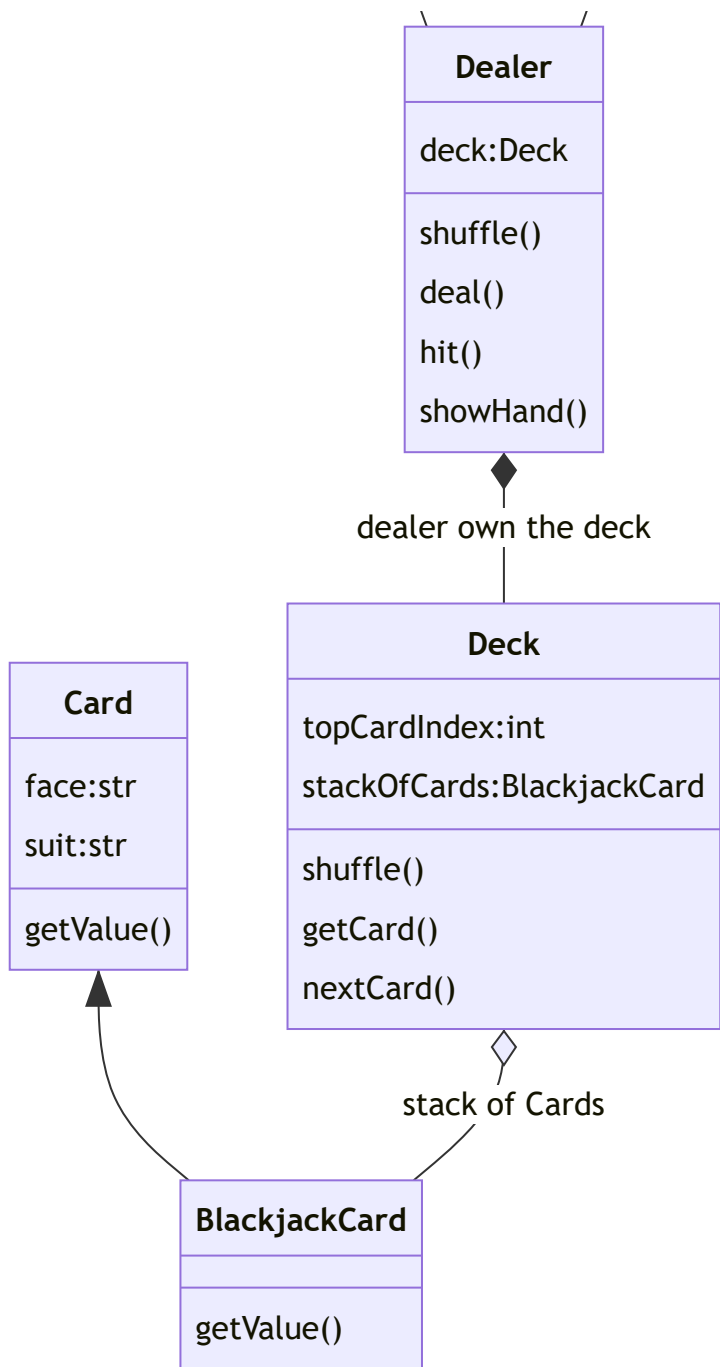 Dealer
deck:Deck
shuffle()
deal()
hit()
showHand()
dealer own the deck
Deck
topCardIndex:int
stackOfCards:BlackjackCard
shuffle()
getCard()
nextCard()
Card
face:str
suit:str
getValue()
stack of Cards
BlackjackCard
getValue()